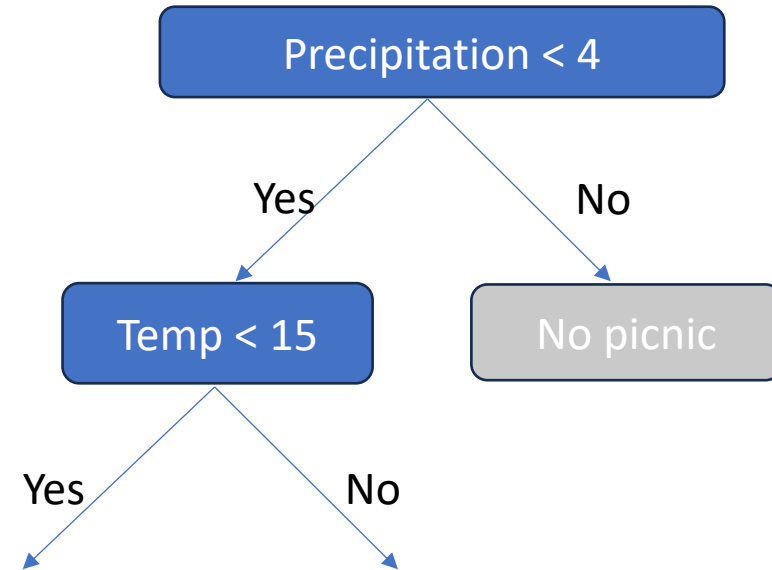 Precipitation < 4
Yes
No
Temp < 15
No picnic
Yes
No